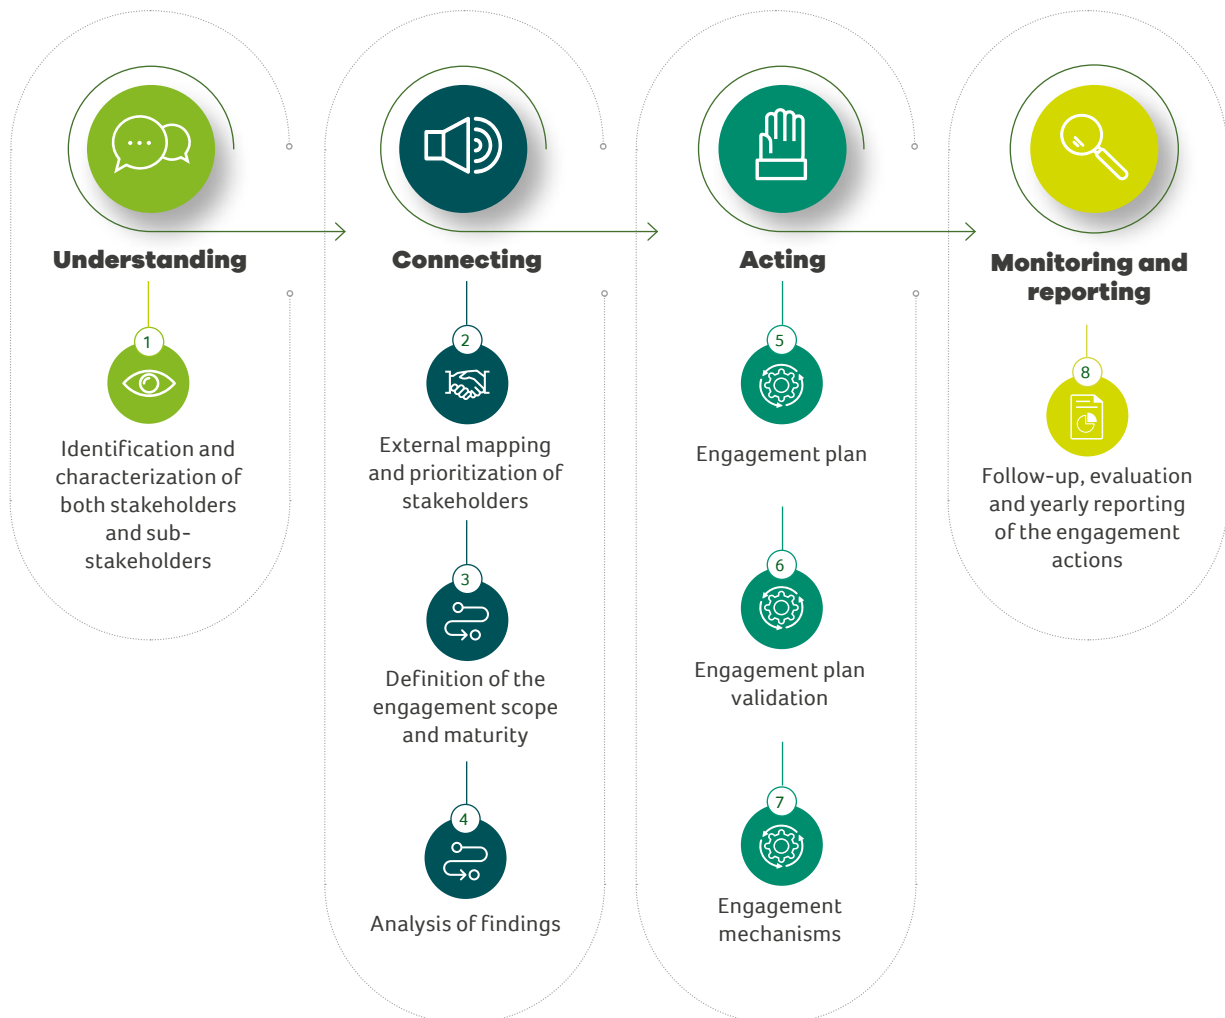 Understanding
1
Identification and
characterization of
both stakeholders
and sub-
stakeholders
Connecting
2
External mapping
and prioritization of
stakeholders
3
Definition of the
engagement scope
and maturity
4
Analysis of findings
Acting
5
Engagement plan
6
Engagement plan
validation
7
Engagement
mechanisms
Monitoring and
reporting
8
Follow-up, evaluation
and yearly reporting
of the engagement
actions